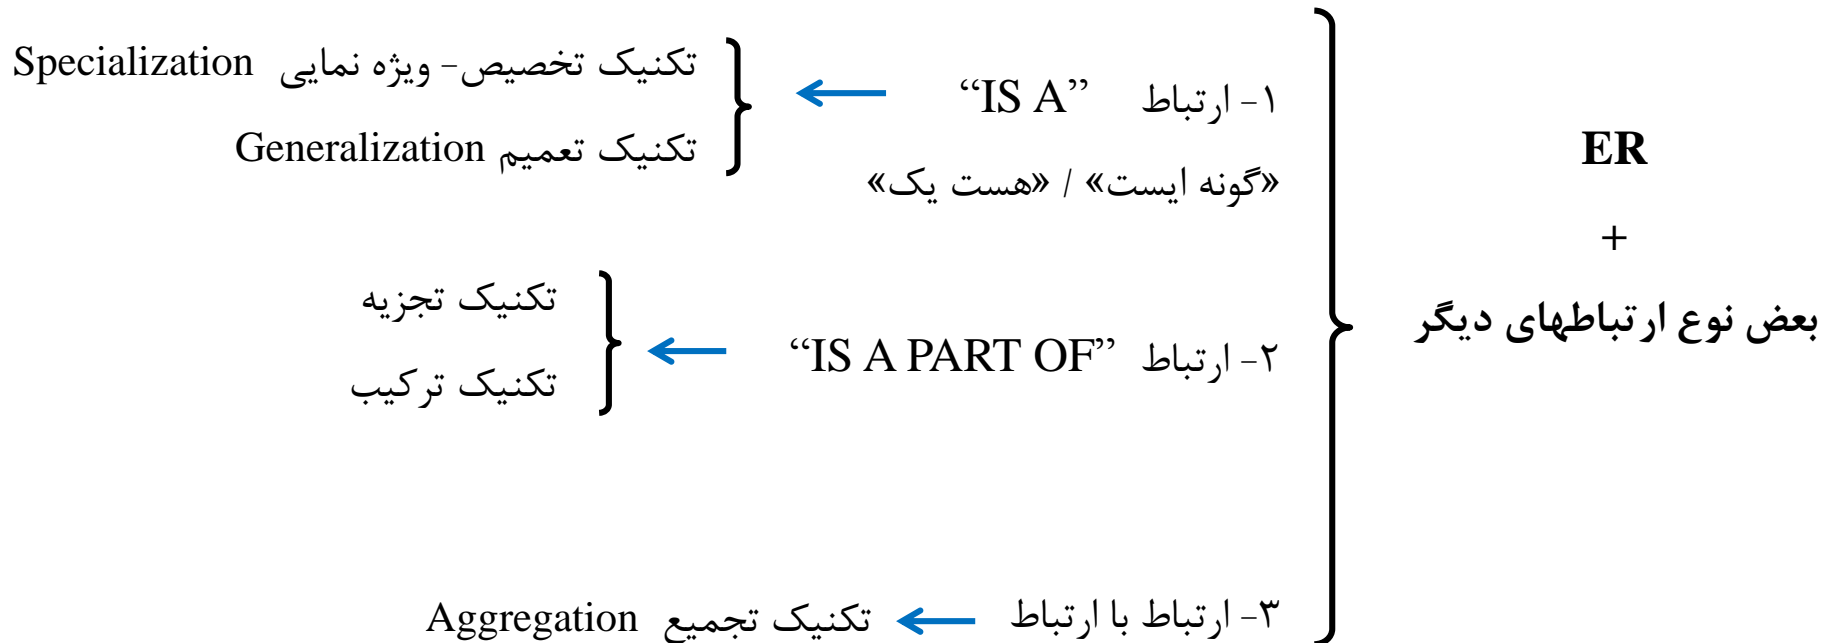 ER
+
بعض نوع ارتباطهای دیگر
۱- ارتباط “IS A”
«گونه ایست» / «هست یک»
تکنیک تخصیص- ویژه نمایی Specialization
تکنیک تعمیم Generalization
۲- ارتباط “IS A PART OF”
تکنیک تجزیه
تکنیک ترکیب
۳- ارتباط با ارتباط
تکنیک تجمیع Aggregation